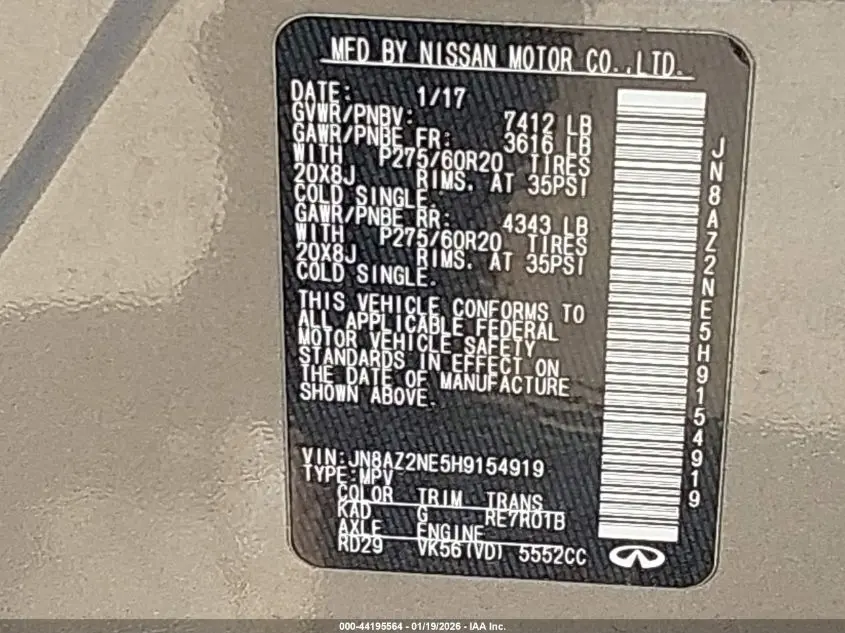 MFD BY NISSAN MOTOR CO.,LTD.
DATE: 1/17
GVWR/PNBV: 7412 LB
GAWR/PNBE FR: 3616 LB
WITH P275/60R20 TIRES
20X8J RIMS. AT 35PSI
COLD SINGLE.
GAWR/PNBE RR: 4343 LB
WITH P275/60R20 TIRES
20X8J RIMS. AT 35PSI
COLD SINGLE.
THIS VEHICLE CONFORMS TO
ALL APPLICABLE FEDERAL
MOTOR VEHICLE SAFETY
STANDARDS IN EFFECT ON
THE DATE OF MANUFACTURE
SHOWN ABOVE.
VIN:JN8AZ2NE5H9154919
TYPE:MPV
COLOR TRIM TRANS
KAD G RE7R01B
AXLE ENGINE
RD29 VK56(VD) 5552CC
JN8AZ2NE5H9154919
000-44195564 - 01/19/2026 - IAA Inc.